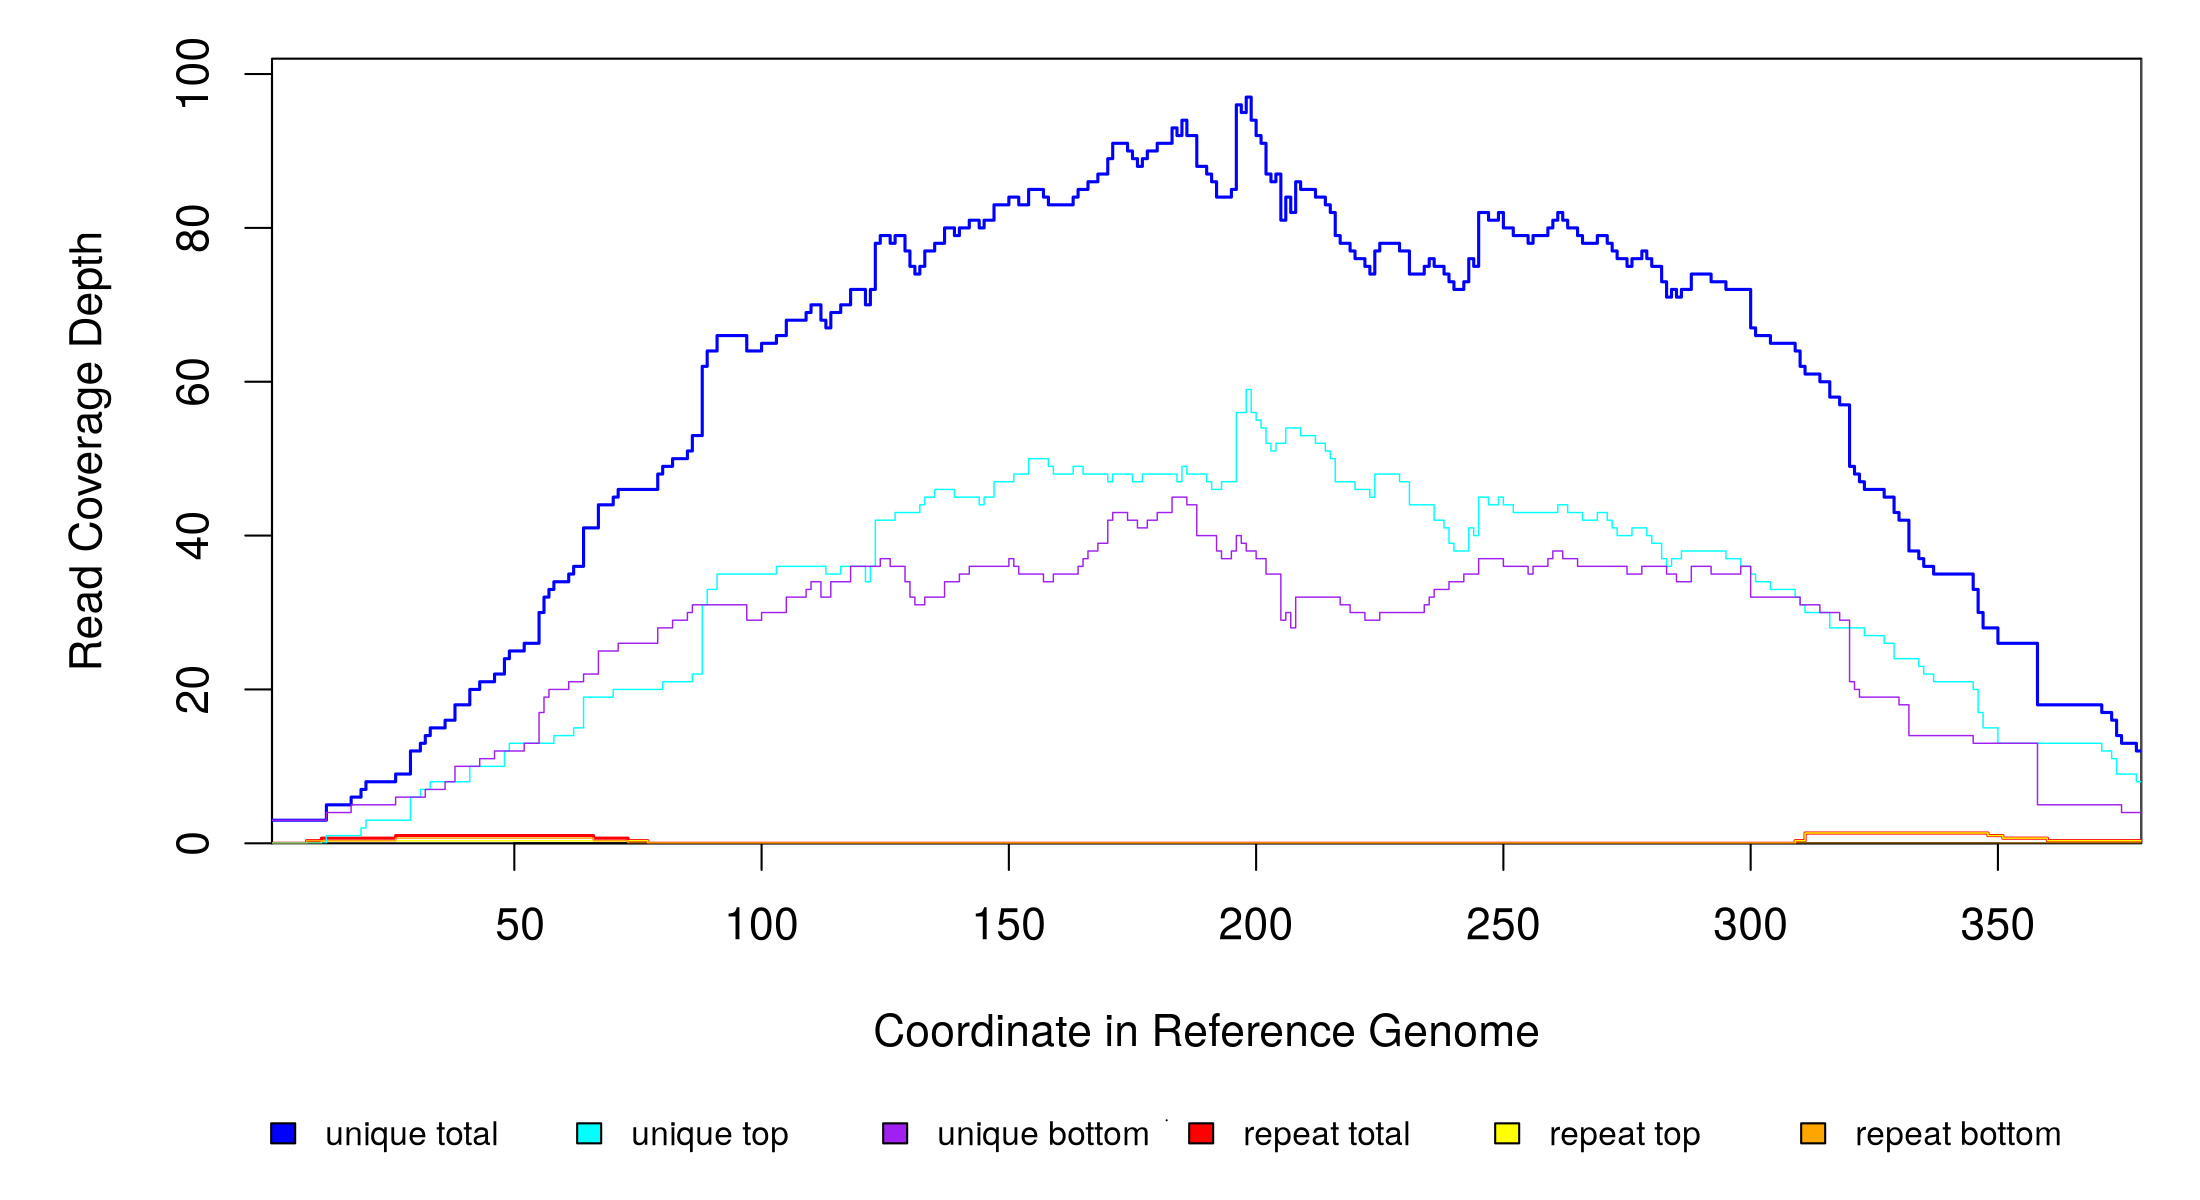 Read Coverage Depth
100
80
60
40
20
0
50 100 150 200 250 300 350
Coordinate in Reference Genome
unique total unique top unique bottom repeat total repeat top repeat bottom